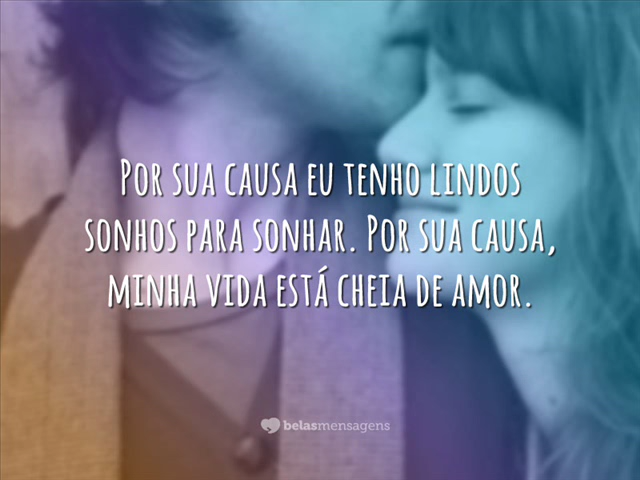 Por sua causa eu tenho lindos
sonhos para sonhar. Por sua causa,
minha vida está cheia de amor.
belasmensagens